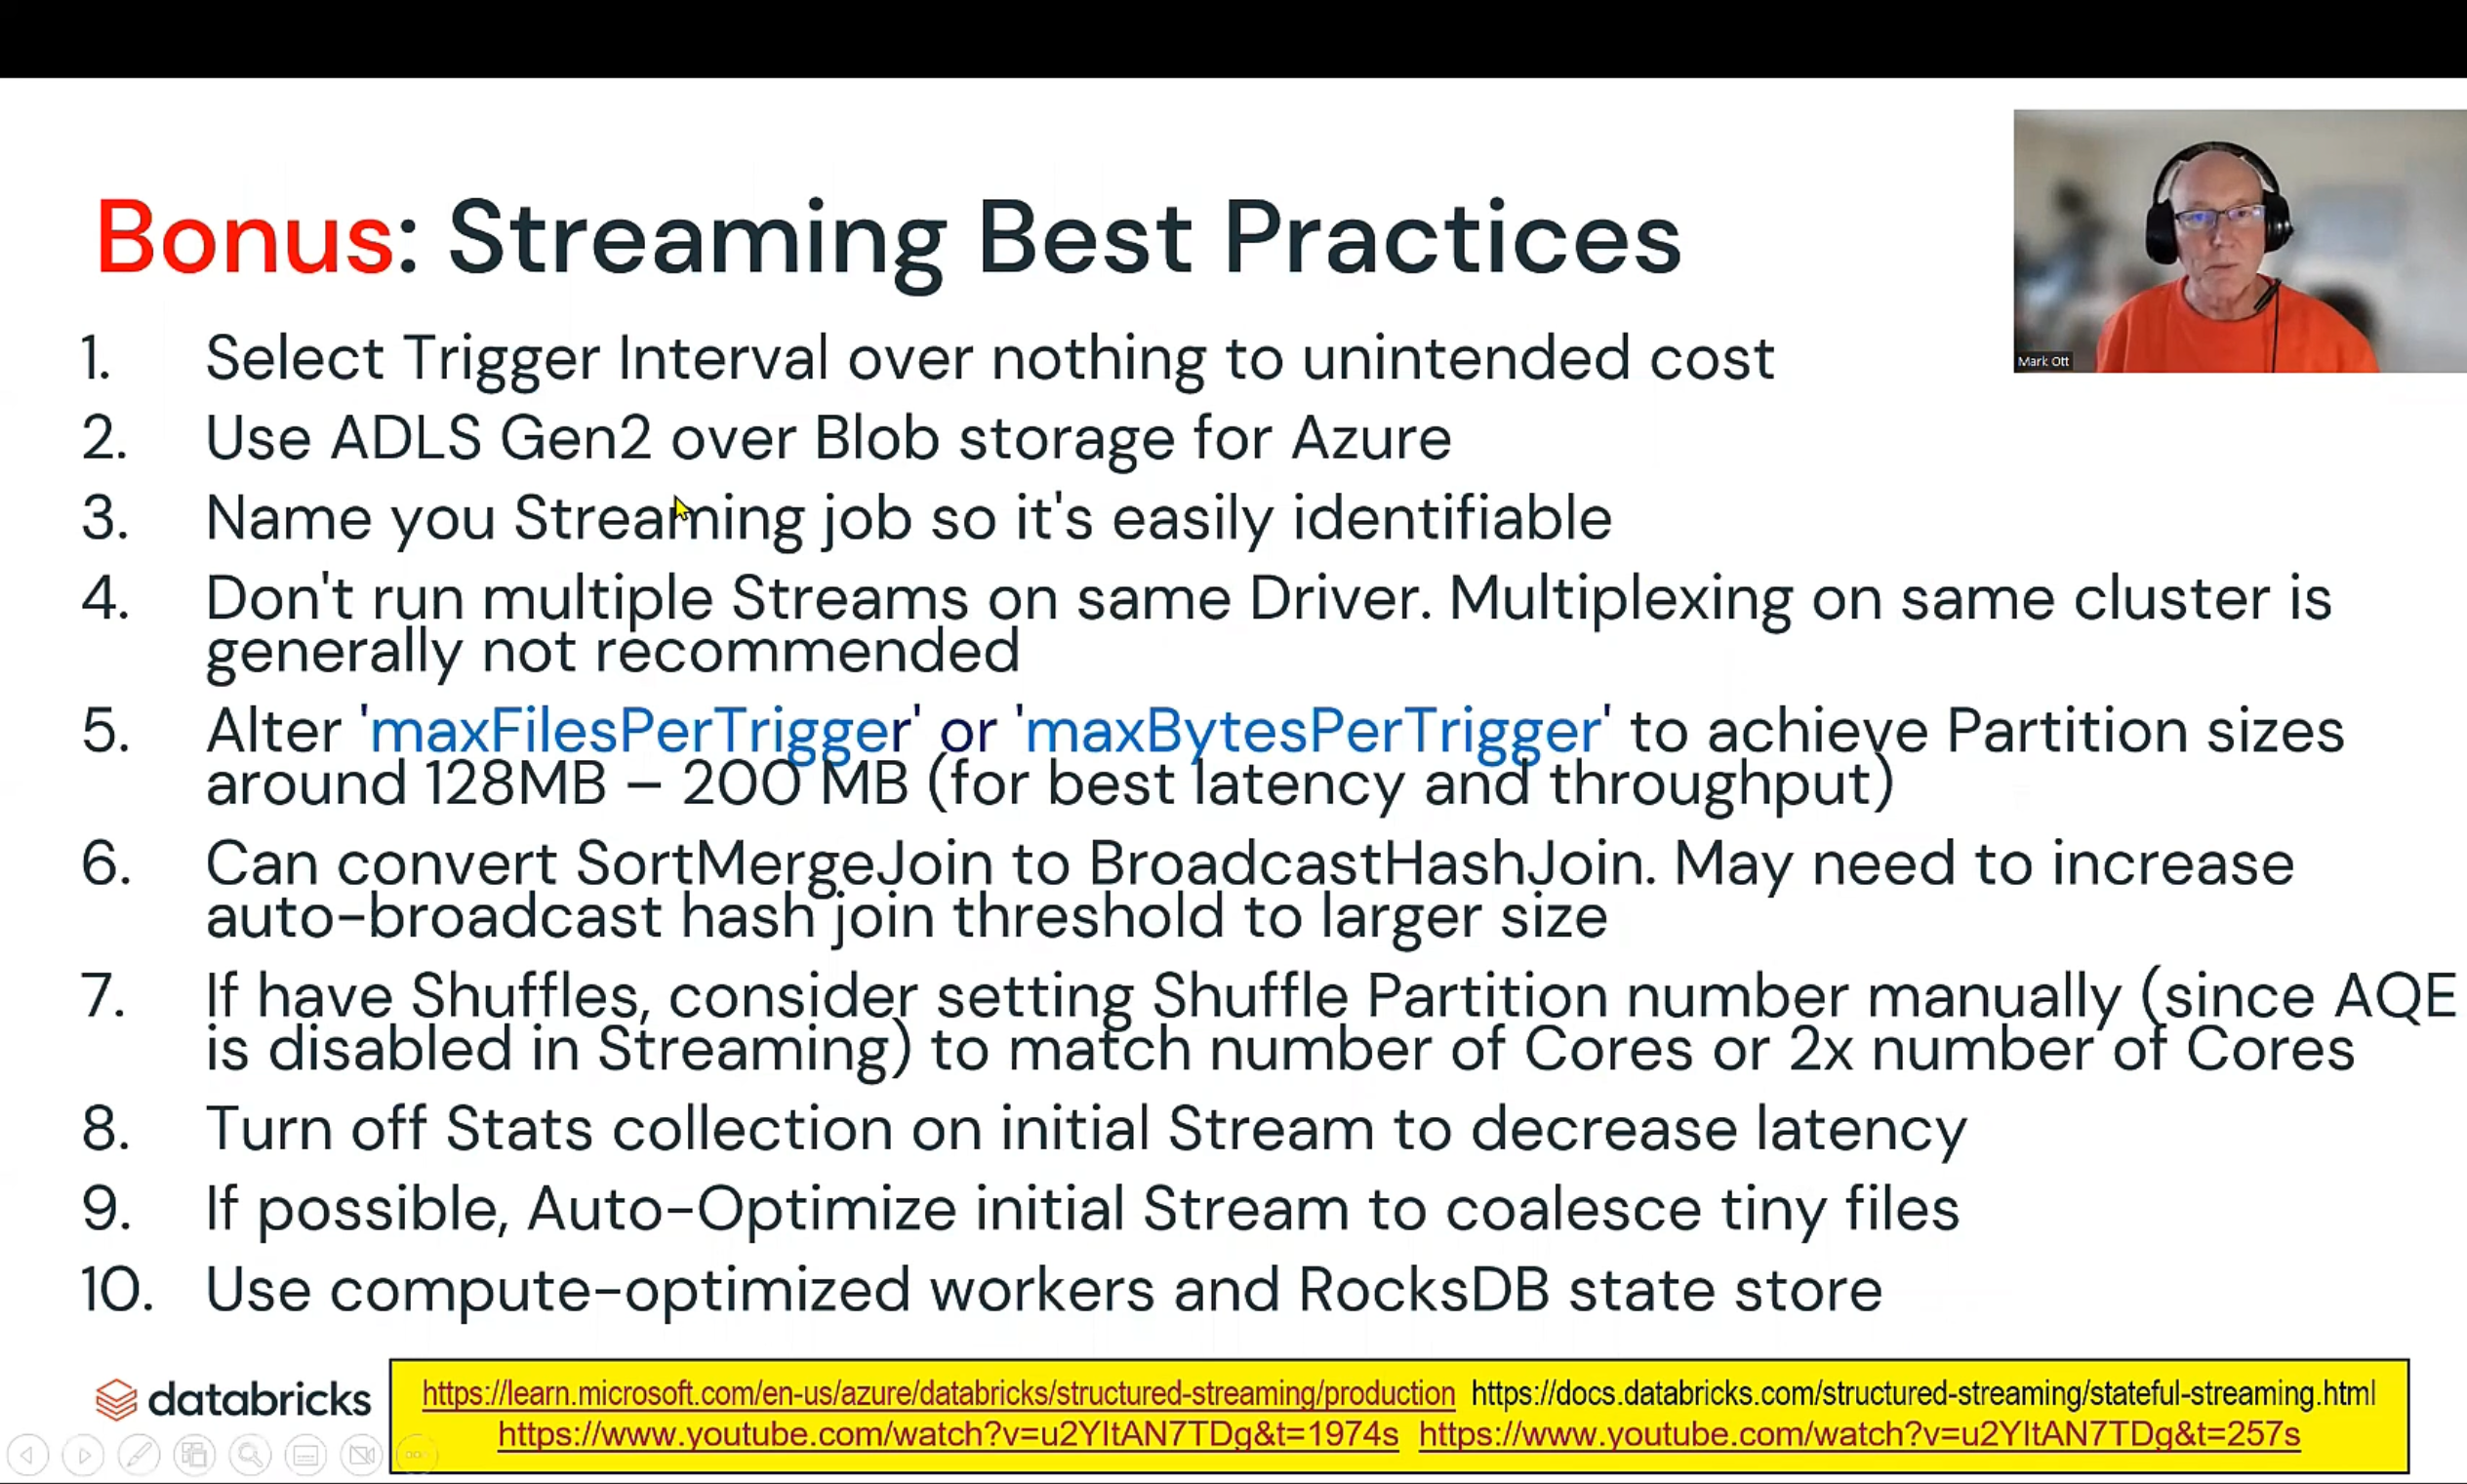 Bonus: Streaming Best Practices
Mark Ott
1. Select Trigger Interval over nothing to unintended cost
2. Use ADLS Gen2 over Blob storage for Azure
3. Name you Streaming job so it's easily identifiable
4. Don't run multiple Streams on same Driver. Multiplexing on same cluster is
generally not recommended
5. Alter 'maxFilesPerTrigger' or 'maxBytesPerTrigger' to achieve Partition sizes
around 128MB – 200 MB (for best latency and throughput)
6. Can convert SortMergeJoin to BroadcastHashJoin. May need to increase
auto-broadcast hash join threshold to larger size
7. If have Shuffles, consider setting Shuffle Partition number manually (since AQE
is disabled in Streaming) to match number of Cores or 2x number of Cores
8. Turn off Stats collection on initial Stream to decrease latency
9. If possible, Auto-Optimize initial Stream to coalesce tiny files
10. Use compute-optimized workers and RocksDB state store
databricks
https://learn.microsoft.com/en-us/azure/databricks/structured-streaming/production https://docs.databricks.com/structured-streaming/stateful-streaming.html
https://www.youtube.com/watch?v=u2YItAN7TDg&t=1974s https://www.youtube.com/watch?v=u2YItAN7TDg&t=257s